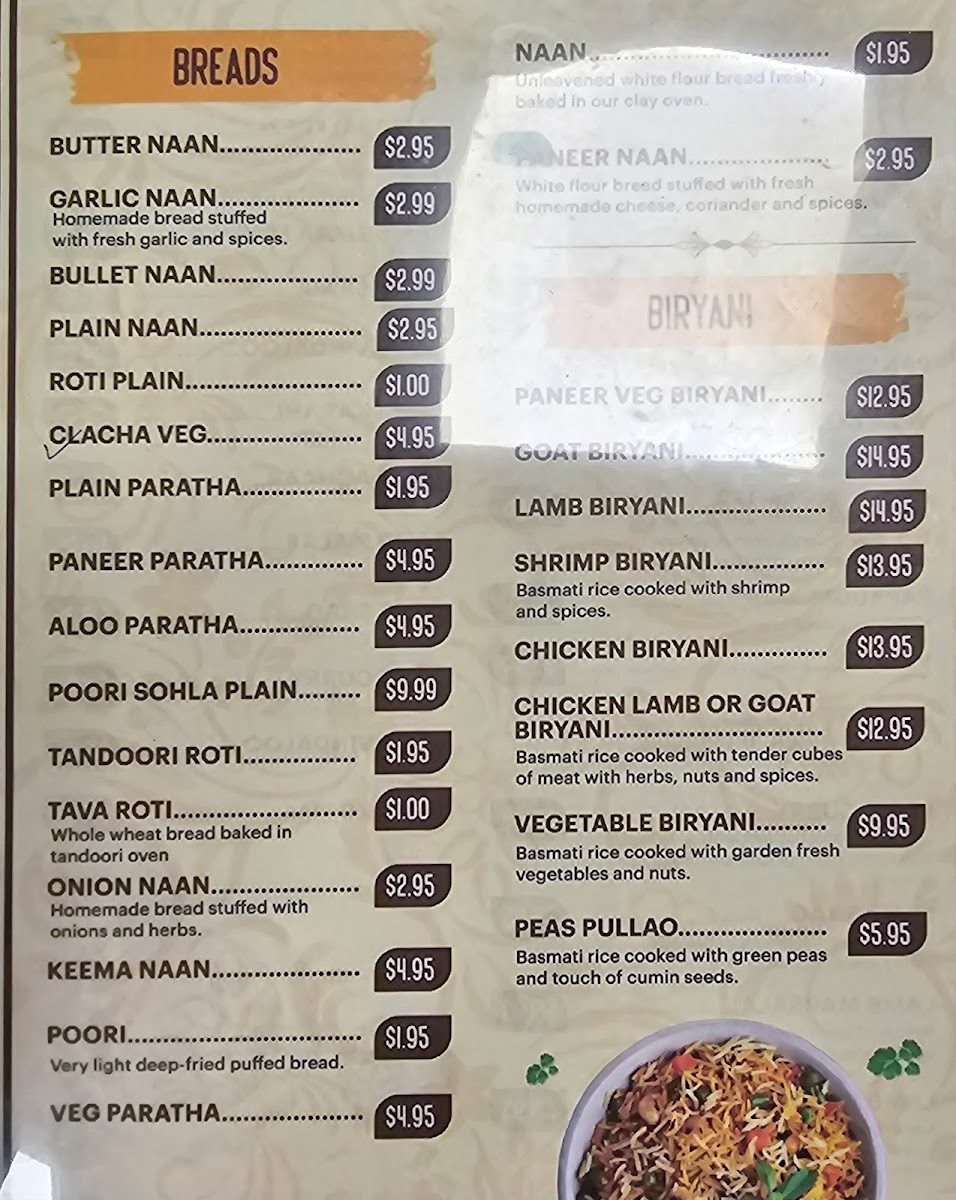 BREADS
BUTTER NAAN..................... $2.95
GARLIC NAAN..................... $2.99
Homemade bread stuffed
with fresh garlic and spices.
BULLET NAAN..................... $2.99
PLAIN NAAN........................ $2.95
ROTI PLAIN.......................... $1.00
CLACHA VEG....................... $4.95
PLAIN PARATHA.................. $1.95
PANEER PARATHA.............. $4.95
ALOO PARATHA.................. $4.95
POORI SOHLA PLAIN......... $9.99
TANDOORI ROTI................. $1.95
TAVA ROTI........................... $1.00
Whole wheat bread baked in
tandoori oven
ONION NAAN...................... $2.95
Homemade bread stuffed with
onions and herbs.
KEEMA NAAN...................... $4.95
POORI.................................. $1.95
Very light deep-fried puffed bread.
VEG PARATHA..................... $4.95
NAAN................................... $1.95
Unleavened white flour bread freshly
baked in our clay oven.
PANEER NAAN.................... $2.95
White flour bread stuffed with fresh
homemade cheese, coriander and spices.
BIRYANI
PANEER VEG BIRYANI........ $12.95
GOAT BIRYANI.................... $14.95
LAMB BIRYANI.................... $14.95
SHRIMP BIRYANI................ $13.95
Basmati rice cooked with shrimp
and spices.
CHICKEN BIRYANI.............. $13.95
CHICKEN LAMB OR GOAT
BIRYANI.............................. $12.95
Basmati rice cooked with tender cubes
of meat with herbs, nuts and spices.
VEGETABLE BIRYANI.......... $9.95
Basmati rice cooked with garden fresh
vegetables and nuts.
PEAS PULLAO..................... $5.95
Basmati rice cooked with green peas
and touch of cumin seeds.